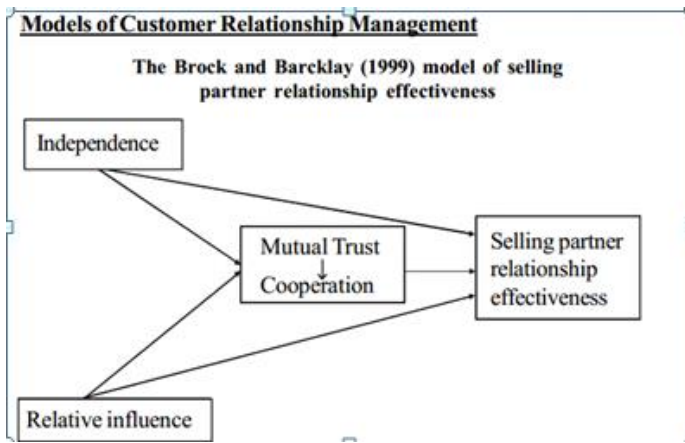 Models of Customer Relationship Management
The Brock and Barcklay (1999) model of selling
partner relationship effectiveness
Independence
Mutual Trust
↓
Cooperation
Selling partner
relationship
effectiveness
Relative influence